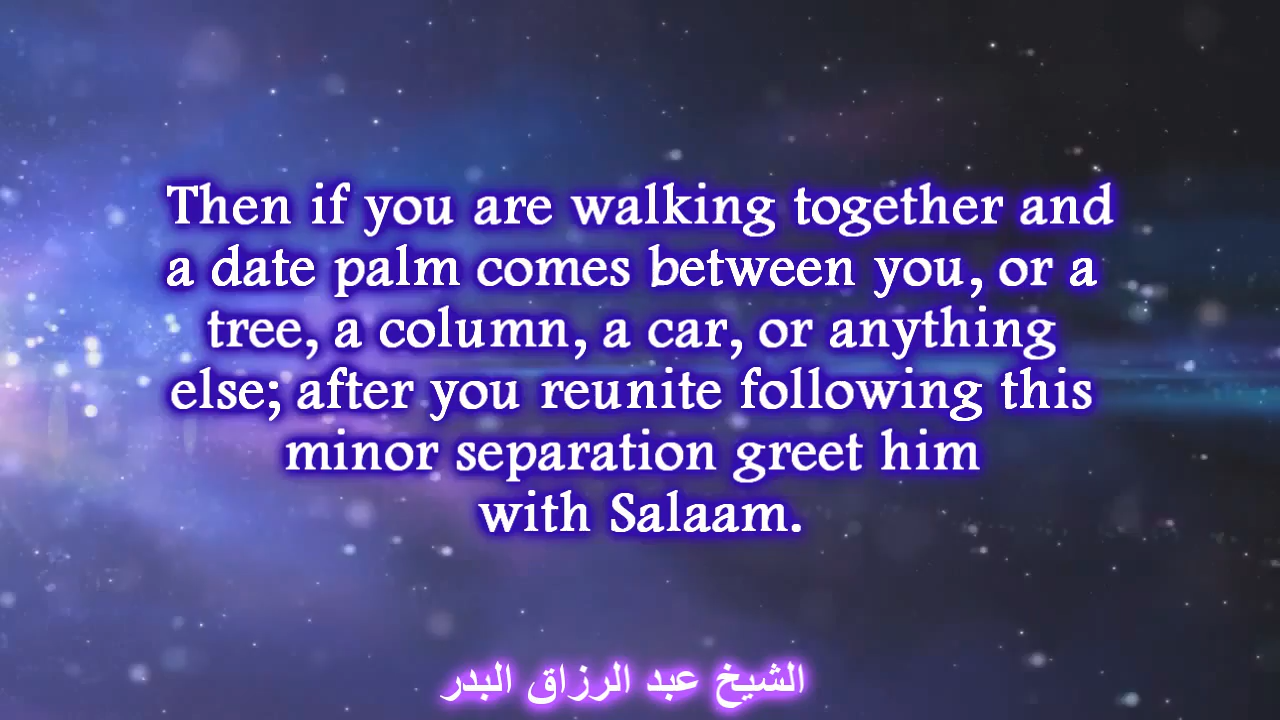 Then if you are walking together and
a date palm comes between you, or a
tree, a column, a car, or anything
else; after you reunite following this
minor separation greet him
with Salaam.
الشيخ عبد الرزاق البدر